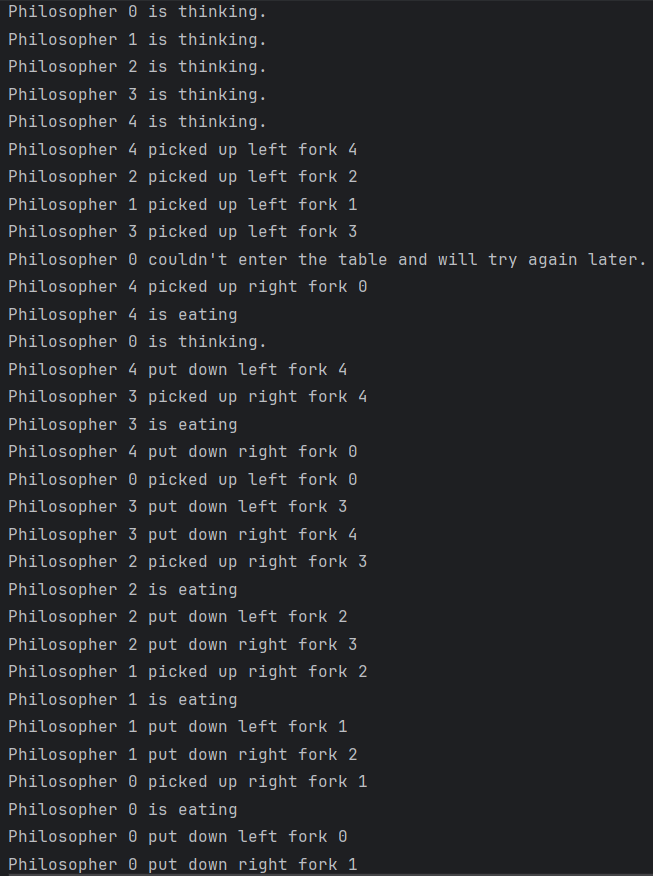 Philosopher 0 is thinking.
Philosopher 1 is thinking.
Philosopher 2 is thinking.
Philosopher 3 is thinking.
Philosopher 4 is thinking.
Philosopher 4 picked up left fork 4
Philosopher 2 picked up left fork 2
Philosopher 1 picked up left fork 1
Philosopher 3 picked up left fork 3
Philosopher 0 couldn't enter the table and will try again later.
Philosopher 4 picked up right fork 0
Philosopher 4 is eating
Philosopher 0 is thinking.
Philosopher 4 put down left fork 4
Philosopher 3 picked up right fork 4
Philosopher 3 is eating
Philosopher 4 put down right fork 0
Philosopher 0 picked up left fork 0
Philosopher 3 put down left fork 3
Philosopher 3 put down right fork 4
Philosopher 2 picked up right fork 3
Philosopher 2 is eating
Philosopher 2 put down left fork 2
Philosopher 2 put down right fork 3
Philosopher 1 picked up right fork 2
Philosopher 1 is eating
Philosopher 1 put down left fork 1
Philosopher 1 put down right fork 2
Philosopher 0 picked up right fork 1
Philosopher 0 is eating
Philosopher 0 put down left fork 0
Philosopher 0 put down right fork 1